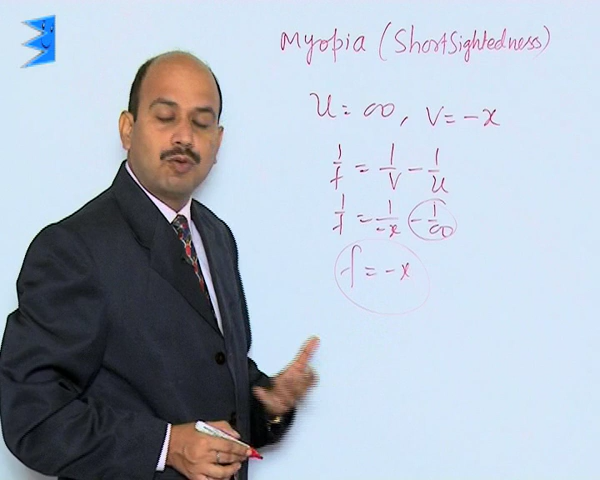 Myopia (ShortSightedness)
u = ∞, v = -x
1/f = 1/v - 1/u
1/f = 1/-x - 1/∞
f = -x